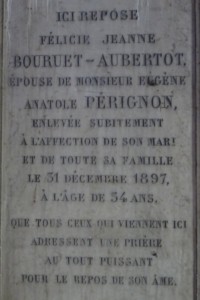 ICI REPOSE
FÉLICIE JEANNE
BOURUET-AUBERTOT,
ÉPOUSE DE MONSIEUR EUGÈNE
ANATOLE PÉRIGNON,
ENLEVÉE SUBITEMENT
À L'AFFECTION DE SON MARI
ET DE TOUTE SA FAMILLE
LE 31 DÉCEMBRE 1897,
À L'ÂGE DE 34 ANS.
QUE TOUS CEUX QUI VIENNENT ICI
ADRESSENT UNE PRIÈRE
AU TOUT PUISSANT
POUR LE REPOS DE SON ÂME.